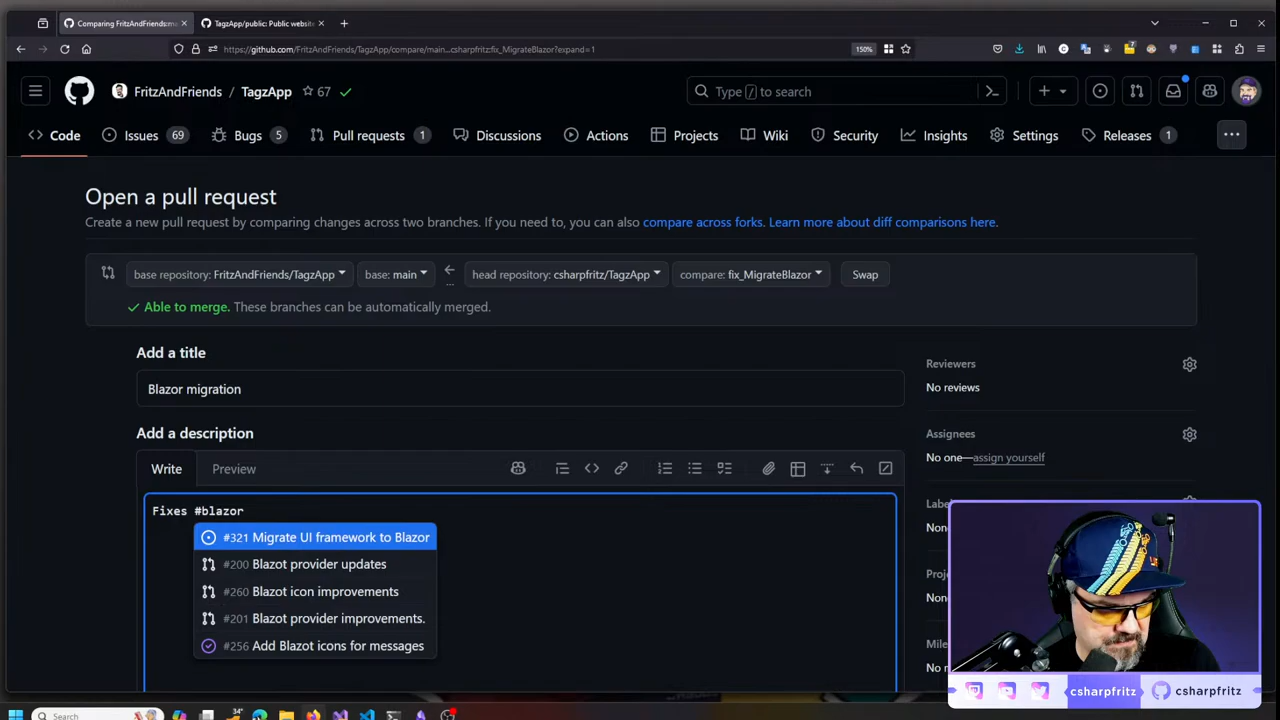 Comparing FritzAndFriends:ma
TagzApp/public: Public website
https://github.com/FritzAndFriends/TagzApp/compare/main...csharpfritz:fix_MigrateBlazor?expand=1
150%
FritzAndFriends / TagzApp 67
Type / to search
Code
Issues 69
Bugs 5
Pull requests 1
Discussions
Actions
Projects
Wiki
Security
Insights
Settings
Releases 1
Open a pull request
Create a new pull request by comparing changes across two branches. If you need to, you can also compare across forks. Learn more about diff comparisons here.
base repository: FritzAndFriends/TagzApp
base: main
...
head repository: csharpfritz/TagzApp
compare: fix_MigrateBlazor
Swap
Able to merge. These branches can be automatically merged.
Add a title
Blazor migration
Add a description
Write
Preview
Fixes #blazor
#321 Migrate UI framework to Blazor
#200 Blazot provider updates
#260 Blazot icon improvements
#201 Blazot provider improvements.
#256 Add Blazot icons for messages
Reviewers
No reviews
Assignees
No one—assign yourself
csharpfritz
csharpfritz
Search
34°